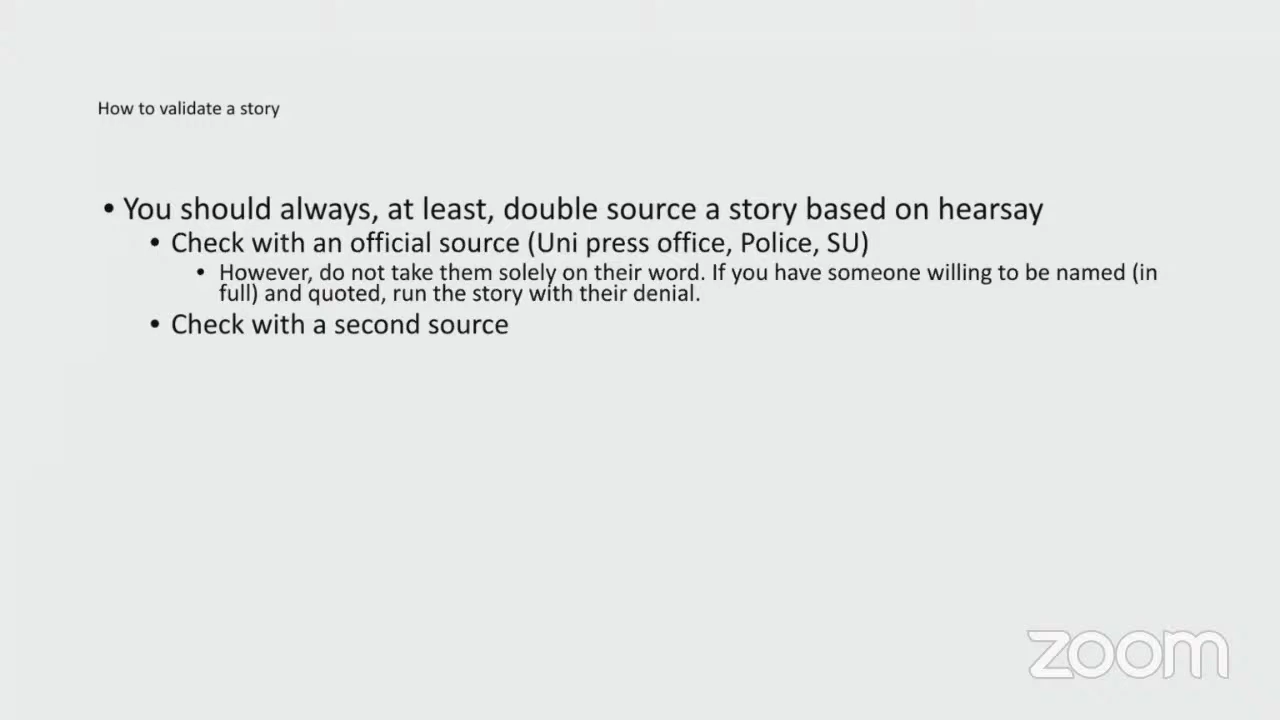 How to validate a story
• You should always, at least, double source a story based on hearsay
• Check with an official source (Uni press office, Police, SU)
• However, do not take them solely on their word. If you have someone willing to be named (in
full) and quoted, run the story with their denial.
• Check with a second source
zoom